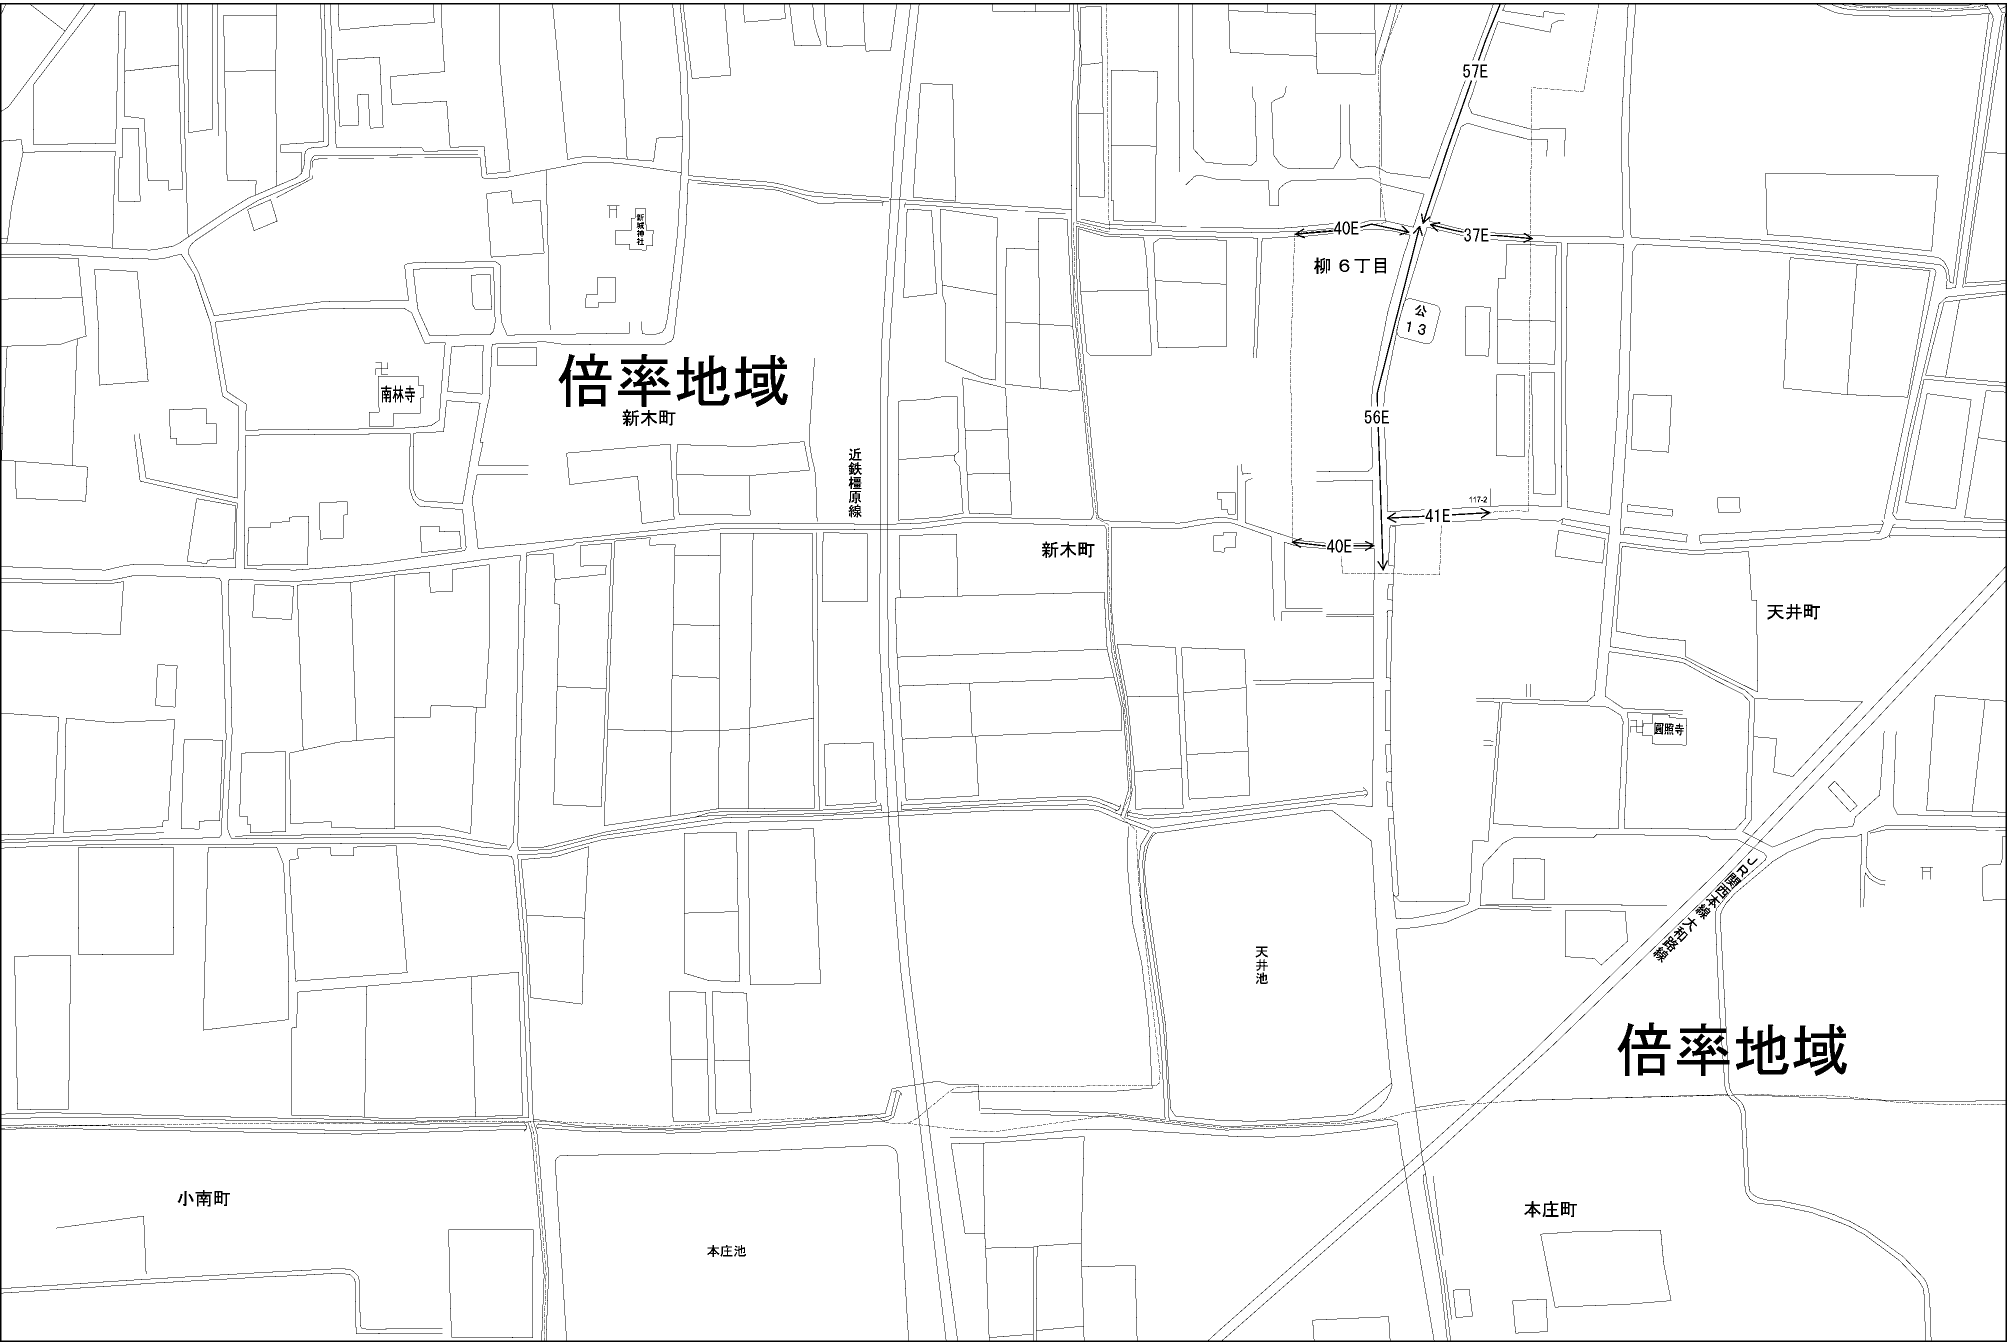 57E
新城神社
40E
37E
柳6丁目
公
13
南林寺
倍率地域
新木町
56E
近鉄橿原線
117-2
41E
新木町
40E
天井町
圓照寺
JR関西本線 大和路線
天井池
倍率地域
小南町
本庄町
本庄池